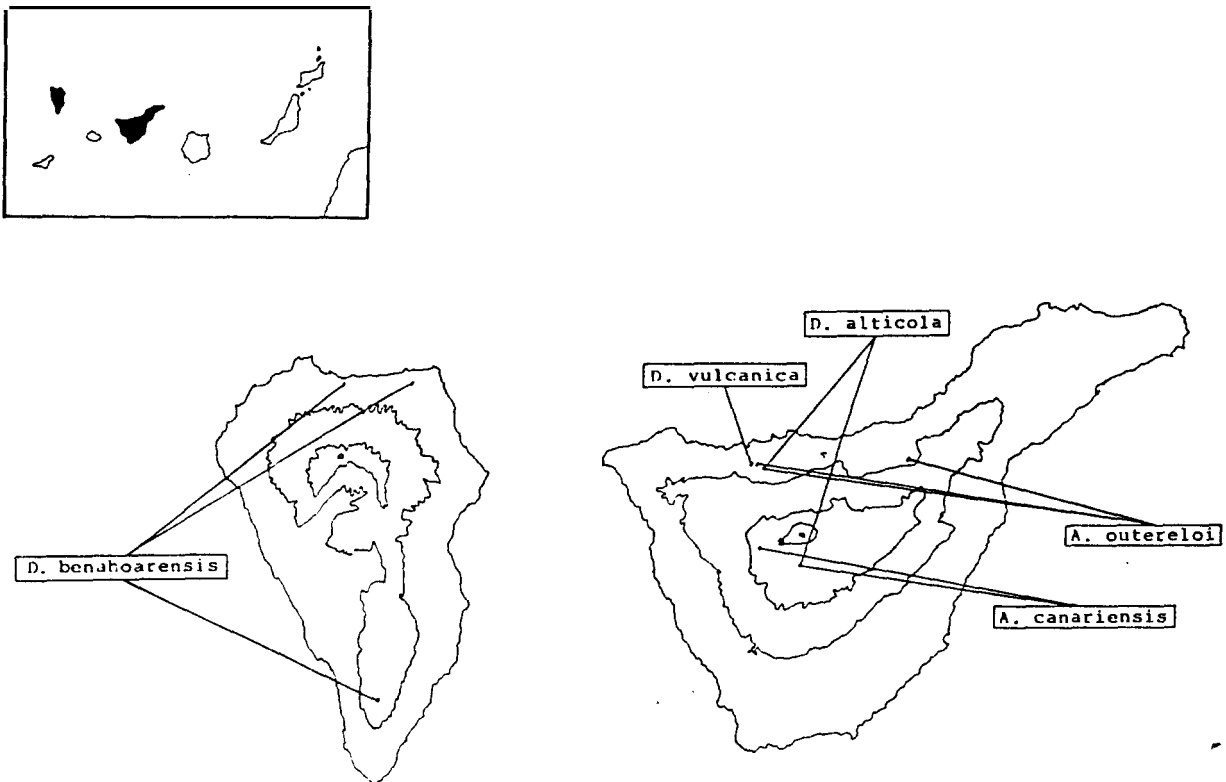 D. alticola
D. vulcanica
A. outereloi
D. benahoarensis
A. canariensis